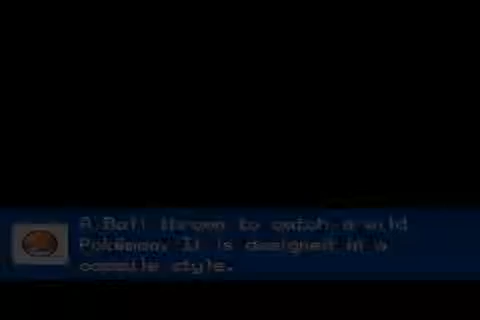 A Ball thrown to catch a wild
Pokémon. It is designed in a
capsule style.